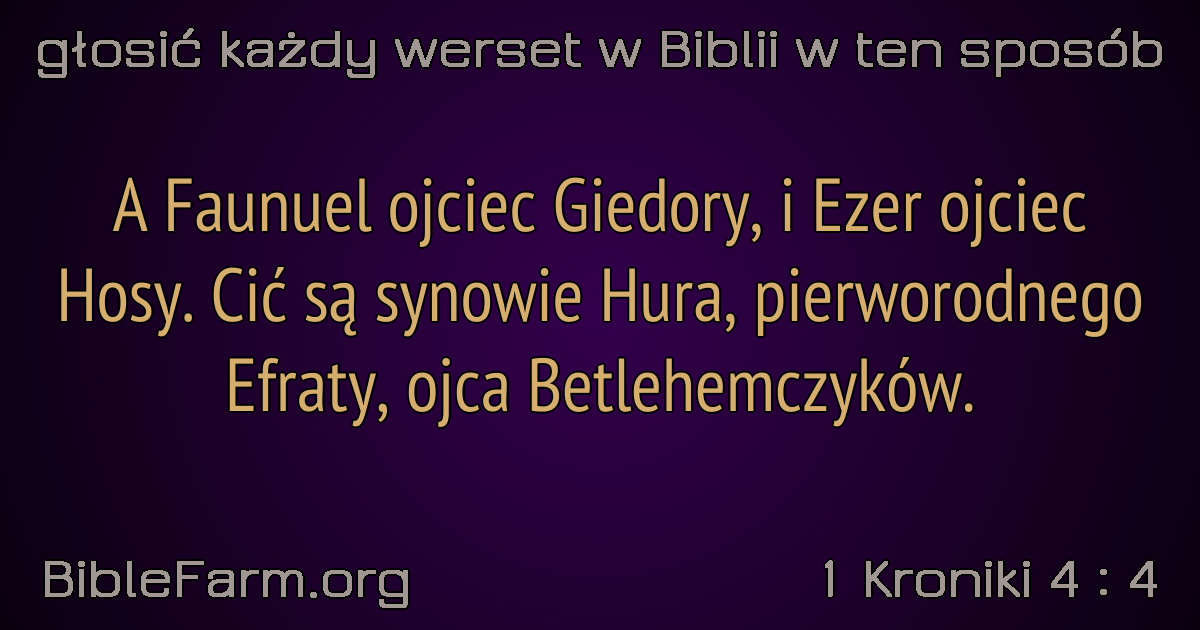 głosić każdy werset w Biblii w ten sposób
A Faunuel ojciec Giedory, i Ezer ojciec
Hosy. Cić są synowie Hura, pierworodnego
Efraty, ojca Betlehemczyków.
BibleFarm.org
1 Kroniki 4 : 4